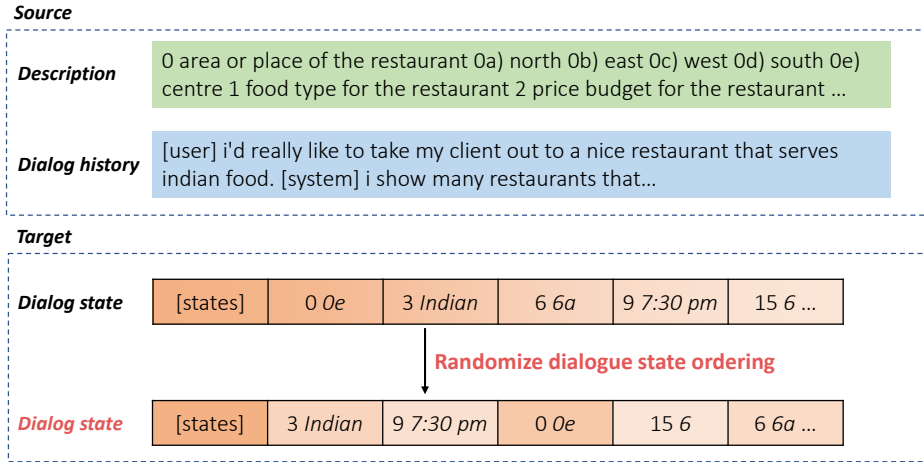 Source
Description
0 area or place of the restaurant 0a) north 0b) east 0c) west 0d) south 0e)
centre 1 food type for the restaurant 2 price budget for the restaurant ...
Dialog history
[user] i'd really like to take my client out to a nice restaurant that serves
indian food. [system] i show many restaurants that...
Target
Dialog state
[states] 0 0e 3 Indian 6 6a 9 7:30 pm 15 6 ...
Randomize dialogue state ordering
Dialog state
[states] 3 Indian 9 7:30 pm 0 0e 15 6 6 6a ...